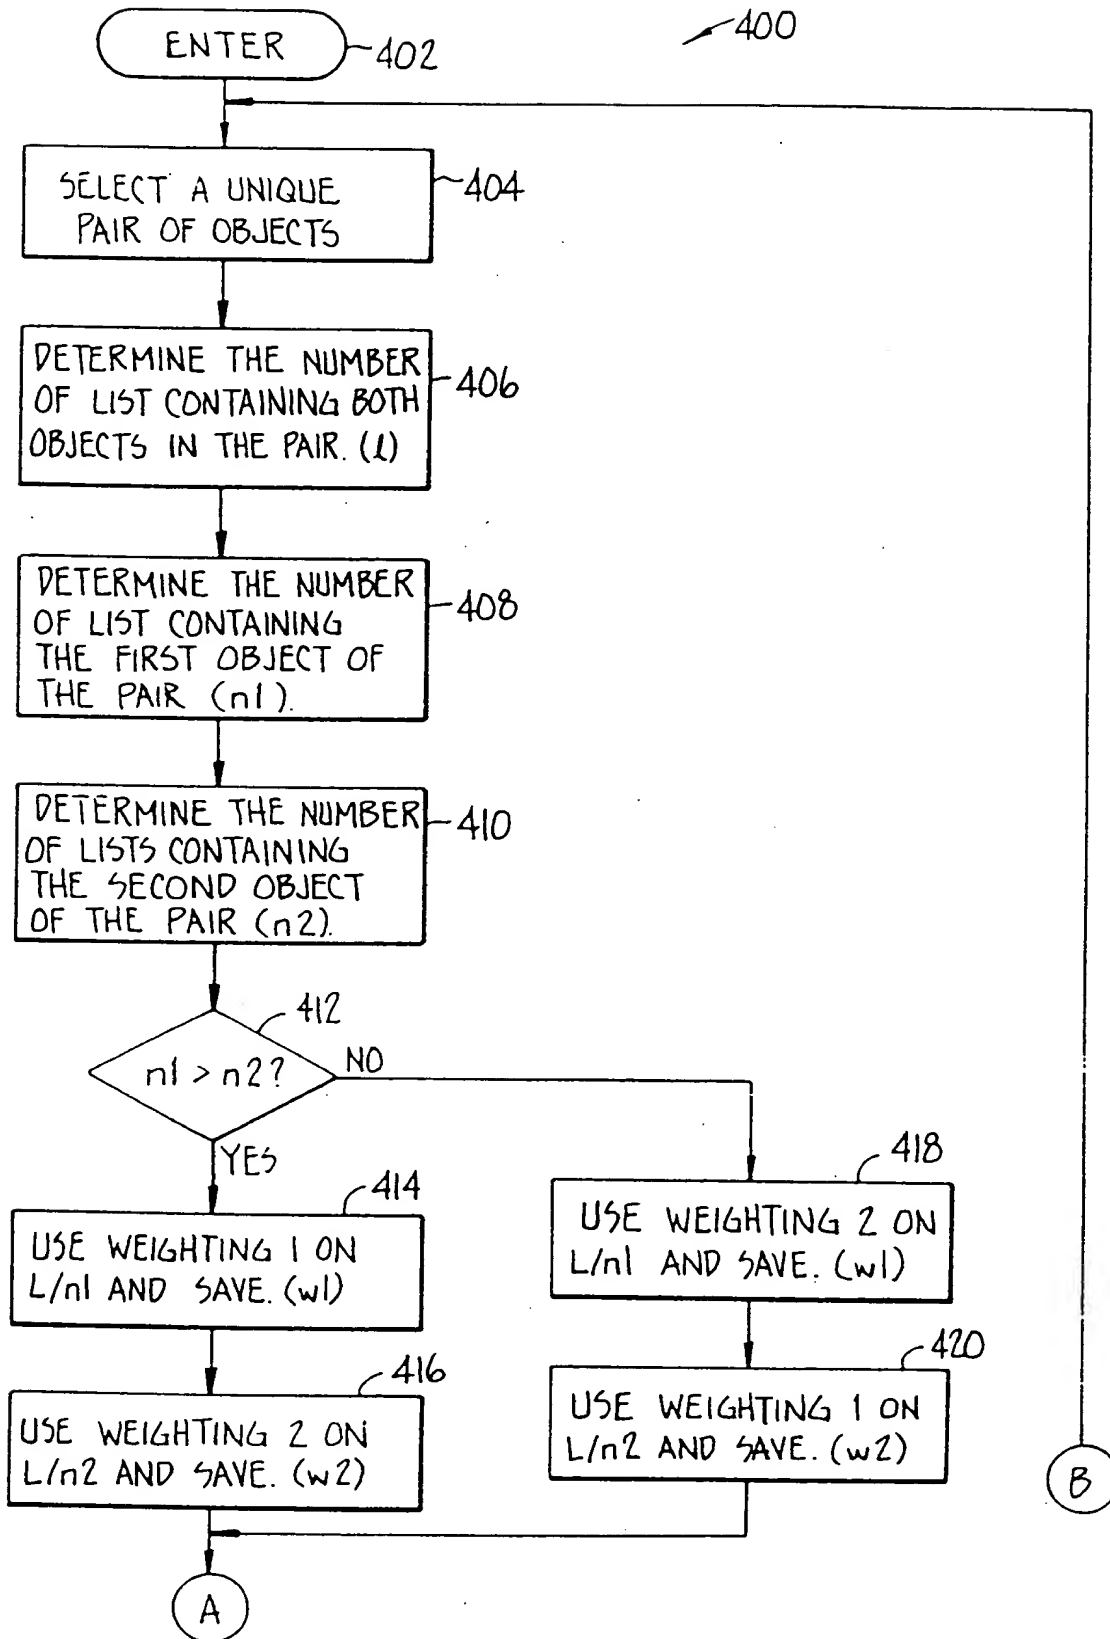 400
ENTER
402
SELECT A UNIQUE
PAIR OF OBJECTS
404
DETERMINE THE NUMBER
OF LIST CONTAINING BOTH
OBJECTS IN THE PAIR. (l)
406
DETERMINE THE NUMBER
OF LIST CONTAINING
THE FIRST OBJECT OF
THE PAIR (n1).
408
DETERMINE THE NUMBER
OF LISTS CONTAINING
THE SECOND OBJECT
OF THE PAIR (n2).
410
412
n1 > n2?
NO
YES
414
USE WEIGHTING 1 ON
L/n1 AND SAVE. (w1)
418
USE WEIGHTING 2 ON
L/n1 AND SAVE. (w1)
416
USE WEIGHTING 2 ON
L/n2 AND SAVE. (w2)
420
USE WEIGHTING 1 ON
L/n2 AND SAVE. (w2)
B
A